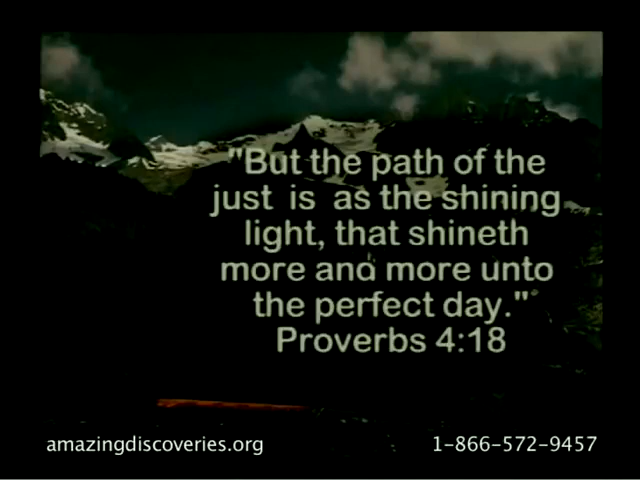 "But the path of the
just is as the shining
light, that shineth
more and more unto
the perfect day."
Proverbs 4:18
amazingdiscoveries.org 1-866-572-9457